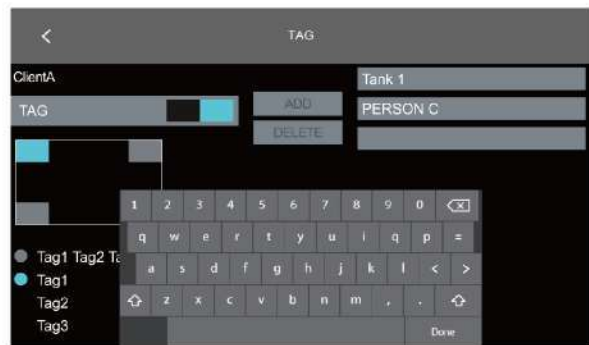 TAG
ClientA
Tank 1
TAG
ADD
PERSON C
DELETE
1 2 3 4 5 6 7 8 9 0
q w e r t y u i q p =
Tag1 Tag2 Ta
a s d f g h j k l < >
Tag1
z x c v b n m , .
Tag2
Tag3
Done